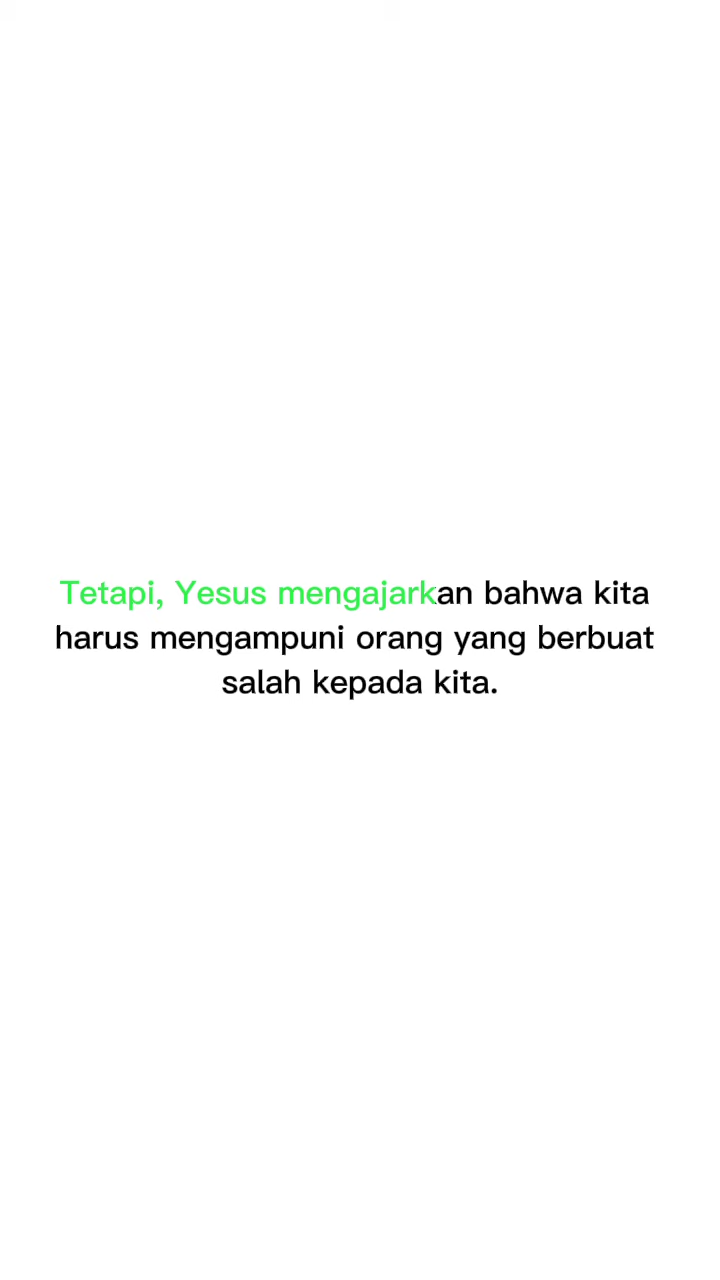 Tetapi, Yesus mengajarkan bahwa kita
harus mengampuni orang yang berbuat
salah kepada kita.